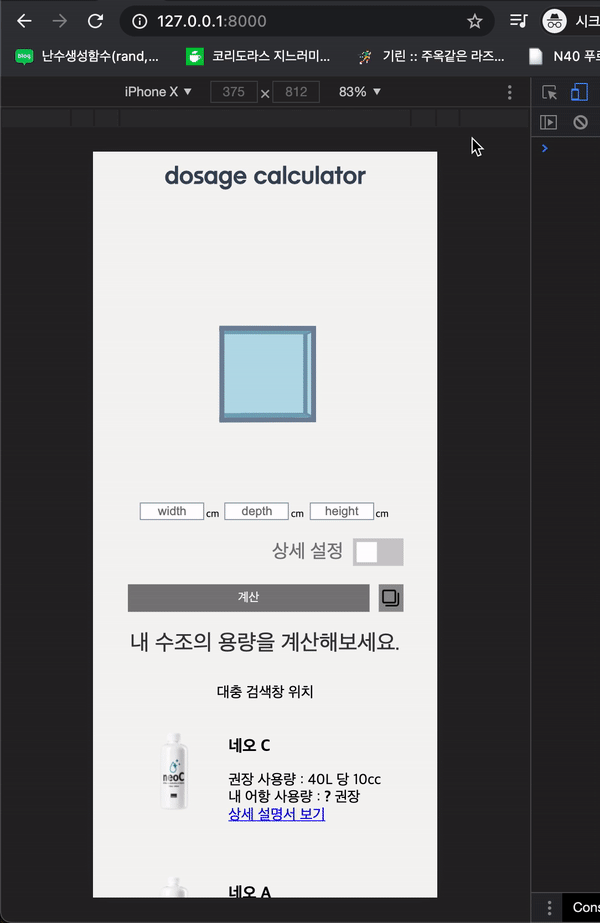 127.0.0.1:8000
시크
Blog 난수생성함수(rand,...
코리도라스 지느러미...
기린 :: 주옥같은 라즈...
N40 푸르
iPhone X ▼ 375 × 812 83% ▼
dosage calculator
width cm depth cm height cm
상세 설정
계산
내 수조의 용량을 계산해보세요.
대충 검색창 위치
neoC
네오 C
권장 사용량 : 40L 당 10cc
내 어항 사용량 : ? 권장
상세 설명서 보기
네오 A
Cons